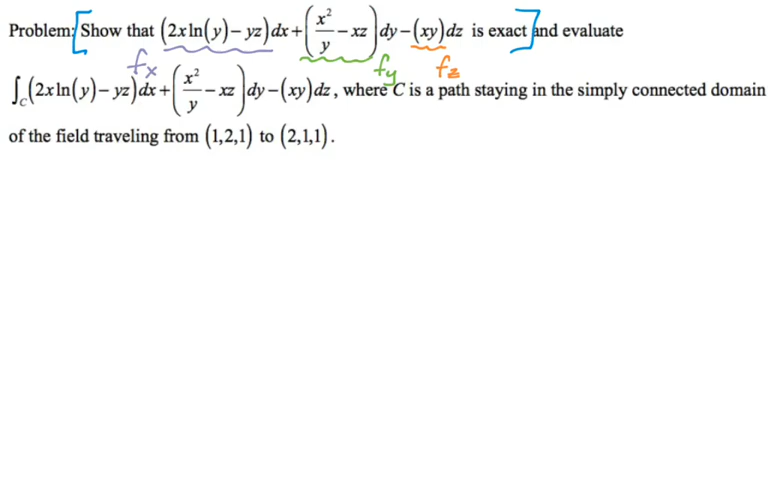 Problem: [Show that (2x ln(y) − yz)dx + (x²/y − xz)dy − (xy)dz is exact] and evaluate
fx fy fz
∫_C (2x ln(y) − yz)dx + (x²/y − xz)dy − (xy)dz, where C is a path staying in the simply connected domain
of the field traveling from (1,2,1) to (2,1,1).